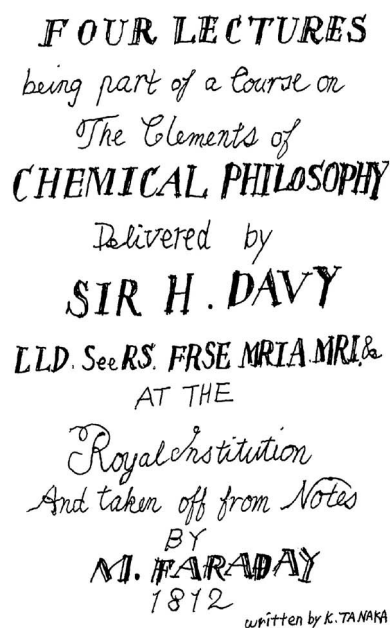 FOUR LECTURES
being part of a Course on
The Elements of
CHEMICAL PHILOSOPHY
Delivered by
SIR H. DAVY
LLD. SecRS. FRSE MRIA. MRI. &c
AT THE
Royal Institution
And taken off from Notes
BY
M. FARADAY
1812
written by K. TANAKA